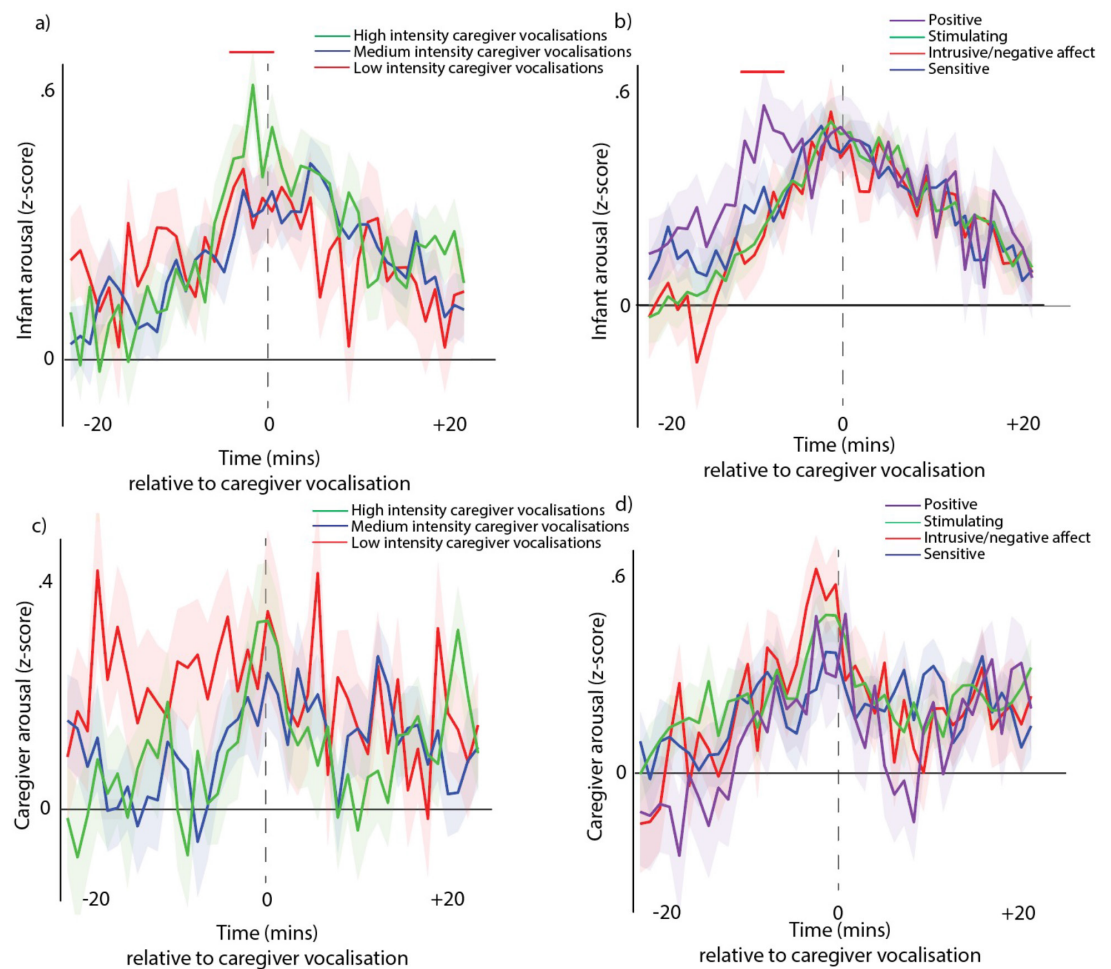 a)
High intensity caregiver vocalisations
Medium intensity caregiver vocalisations
Low intensity caregiver vocalisations
.6
0
Infant arousal (z-score)
-20
0
+20
Time (mins)
relative to caregiver vocalisation
b)
Positive
Stimulating
Intrusive/negative affect
Sensitive
.6
0
Infant arousal (z-score)
-20
0
+20
Time (mins)
relative to caregiver vocalisation
c)
High intensity caregiver vocalisations
Medium intensity caregiver vocalisations
Low intensity caregiver vocalisations
.4
0
Caregiver arousal (z-score)
-20
0
+20
Time (mins)
relative to caregiver vocalisation
d)
Positive
Stimulating
Intrusive/negative affect
Sensitive
.6
0
Caregiver arousal (z-score)
-20
0
+20
Time (mins)
relative to caregiver vocalisation